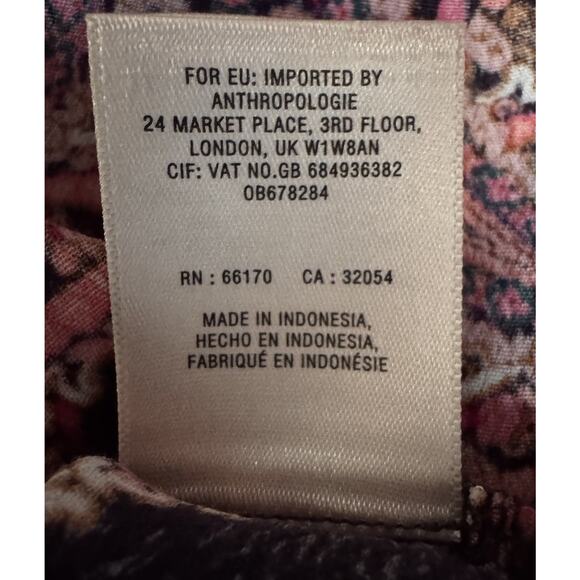 FOR EU: IMPORTED BY
ANTHROPOLOGIE
24 MARKET PLACE, 3RD FLOOR,
LONDON, UK W1W8AN
CIF: VAT NO.GB 684936382
OB678284
RN : 66170 CA : 32054
MADE IN INDONESIA,
HECHO EN INDONESIA,
FABRIQUÉ EN INDONÉSIE